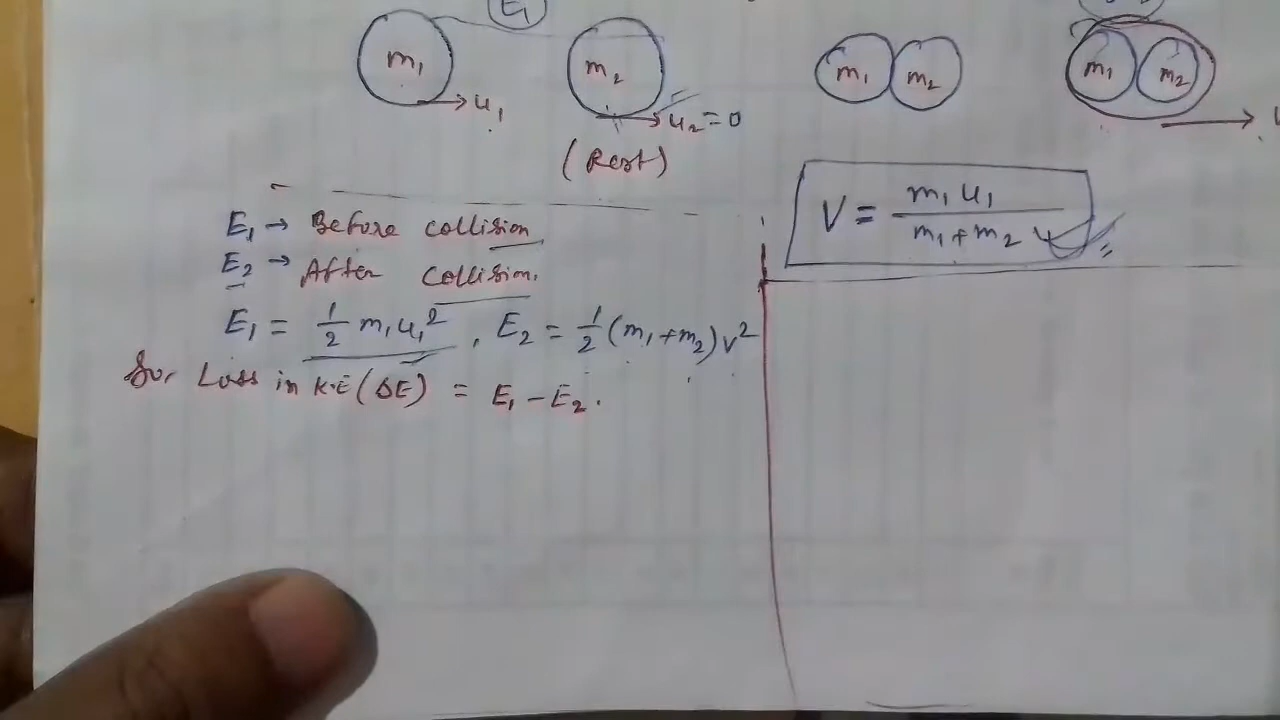 E₁
m₁ m₂ m₁ m₂ m₁ m₂
u₁ u₂ = 0
(Rest)
E₁ → Before collision
E₂ → After collision.
E₁ = 1/2 m₁u₁², E₂ = 1/2 (m₁+m₂)v²
So, Loss in K.E (ΔE) = E₁ - E₂.
V = m₁u₁ / m₁+m₂